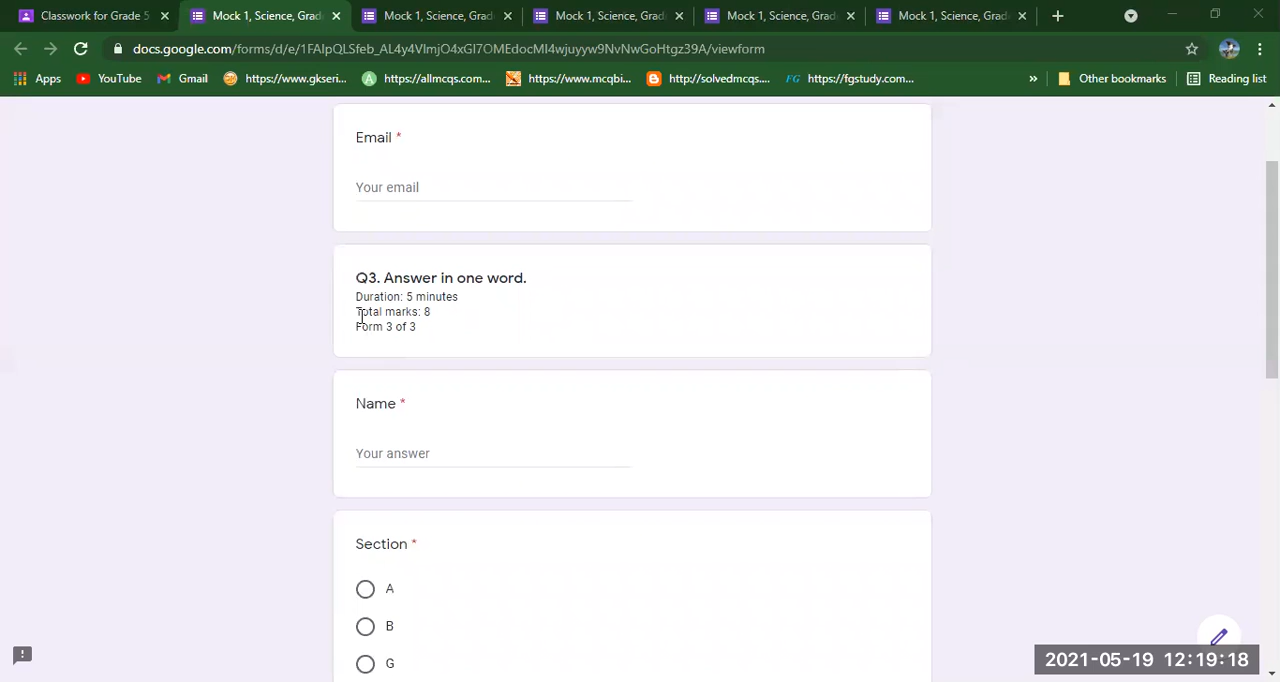 Classwork for Grade 5
Mock 1, Science, Grad
Mock 1, Science, Grad
Mock 1, Science, Grad
Mock 1, Science, Grad
Mock 1, Science, Grad
docs.google.com/forms/d/e/1FAIpQLSfeb_AL4y4VImjO4xGI7OMEdocMI4wjuyyw9NvNwGoHtgz39A/viewform
Apps
YouTube
Gmail
https://www.gkseri...
https://allmcqs.com...
https://www.mcqbi...
http://solvedmcqs....
FG https://fgstudy.com...
»
Other bookmarks
Reading list
Email *
Your email
Q3. Answer in one word.
Duration: 5 minutes
Total marks: 8
Form 3 of 3
Name *
Your answer
Section *
A
B
G
2021-05-19 12:19:18